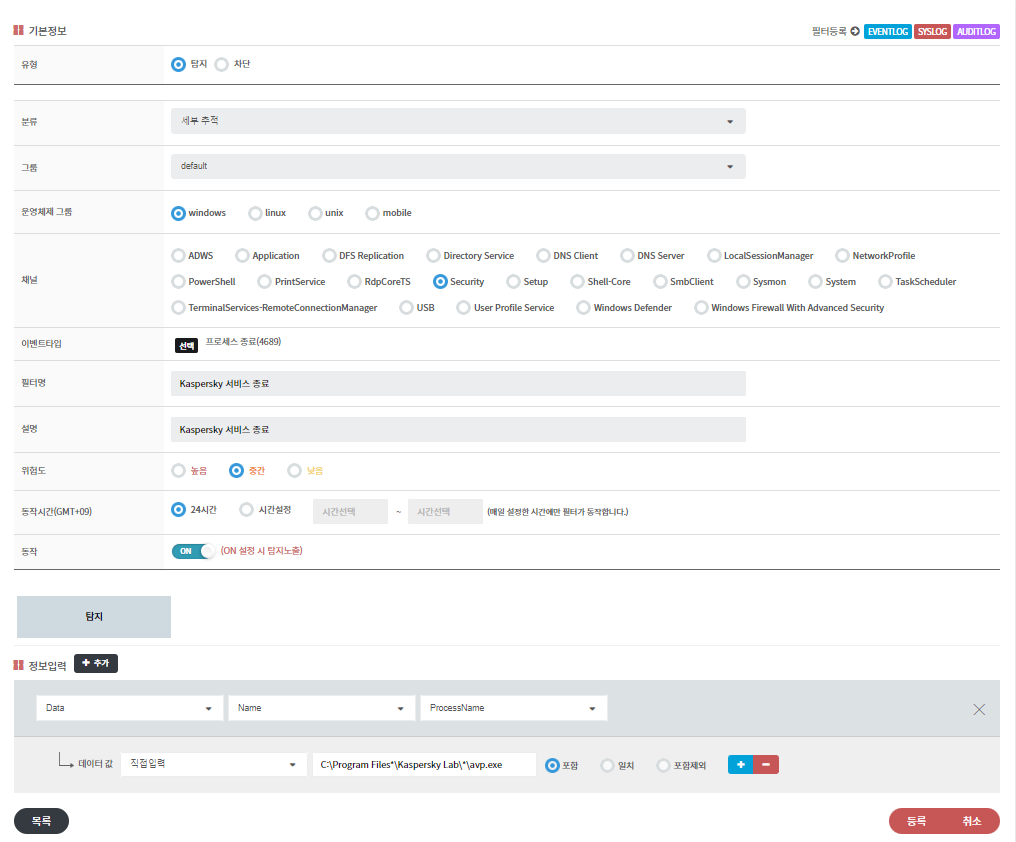 기본정보 필터등록 EVENTLOG SYSLOG AUDITLOG
유형 탐지 차단
분류 세부 추적
그룹 default
운영체제 그룹 windows linux unix mobile
채널
ADWS Application DFS Replication Directory Service DNS Client DNS Server LocalSessionManager NetworkProfile
PowerShell PrintService RdpCoreTS Security Setup Shell-Core SmbClient Sysmon System TaskScheduler
TerminalServices-RemoteConnectionManager USB User Profile Service Windows Defender Windows Firewall With Advanced Security
이벤트타입 선택 프로세스 종료(4689)
필터명 Kaspersky 서비스 종료
설명 Kaspersky 서비스 종료
위험도 높음 중간 낮음
동작시간(GMT+09) 24시간 시간설정 시간선택 ~ 시간선택 (매일 설정한 시간에만 필터가 동작합니다.)
동작 ON (ON 설정 시 탐지노출)
탐지
정보입력 + 추가
Data Name ProcessName
데이터 값 직접입력 C:\Program Files*\Kaspersky Lab\*\avp.exe 포함 일치 포함제외 + -
목록 등록 취소